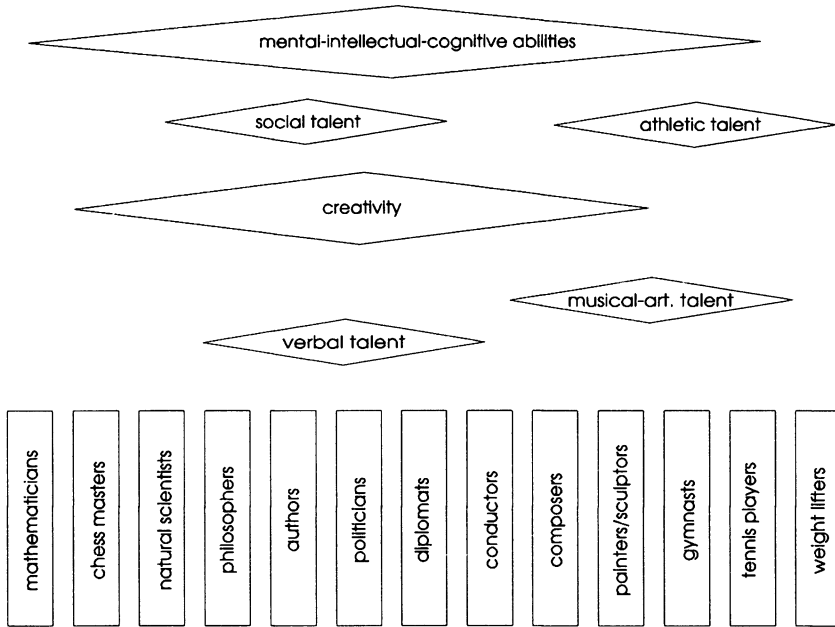 mental-intellectual-cognitive abilities
social talent
athletic talent
creativity
musical-art. talent
verbal talent
mathematicians
chess masters
natural scientists
philosophers
authors
politicians
diplomats
conductors
composers
painters/sculptors
gymnasts
tennis players
weight lifters